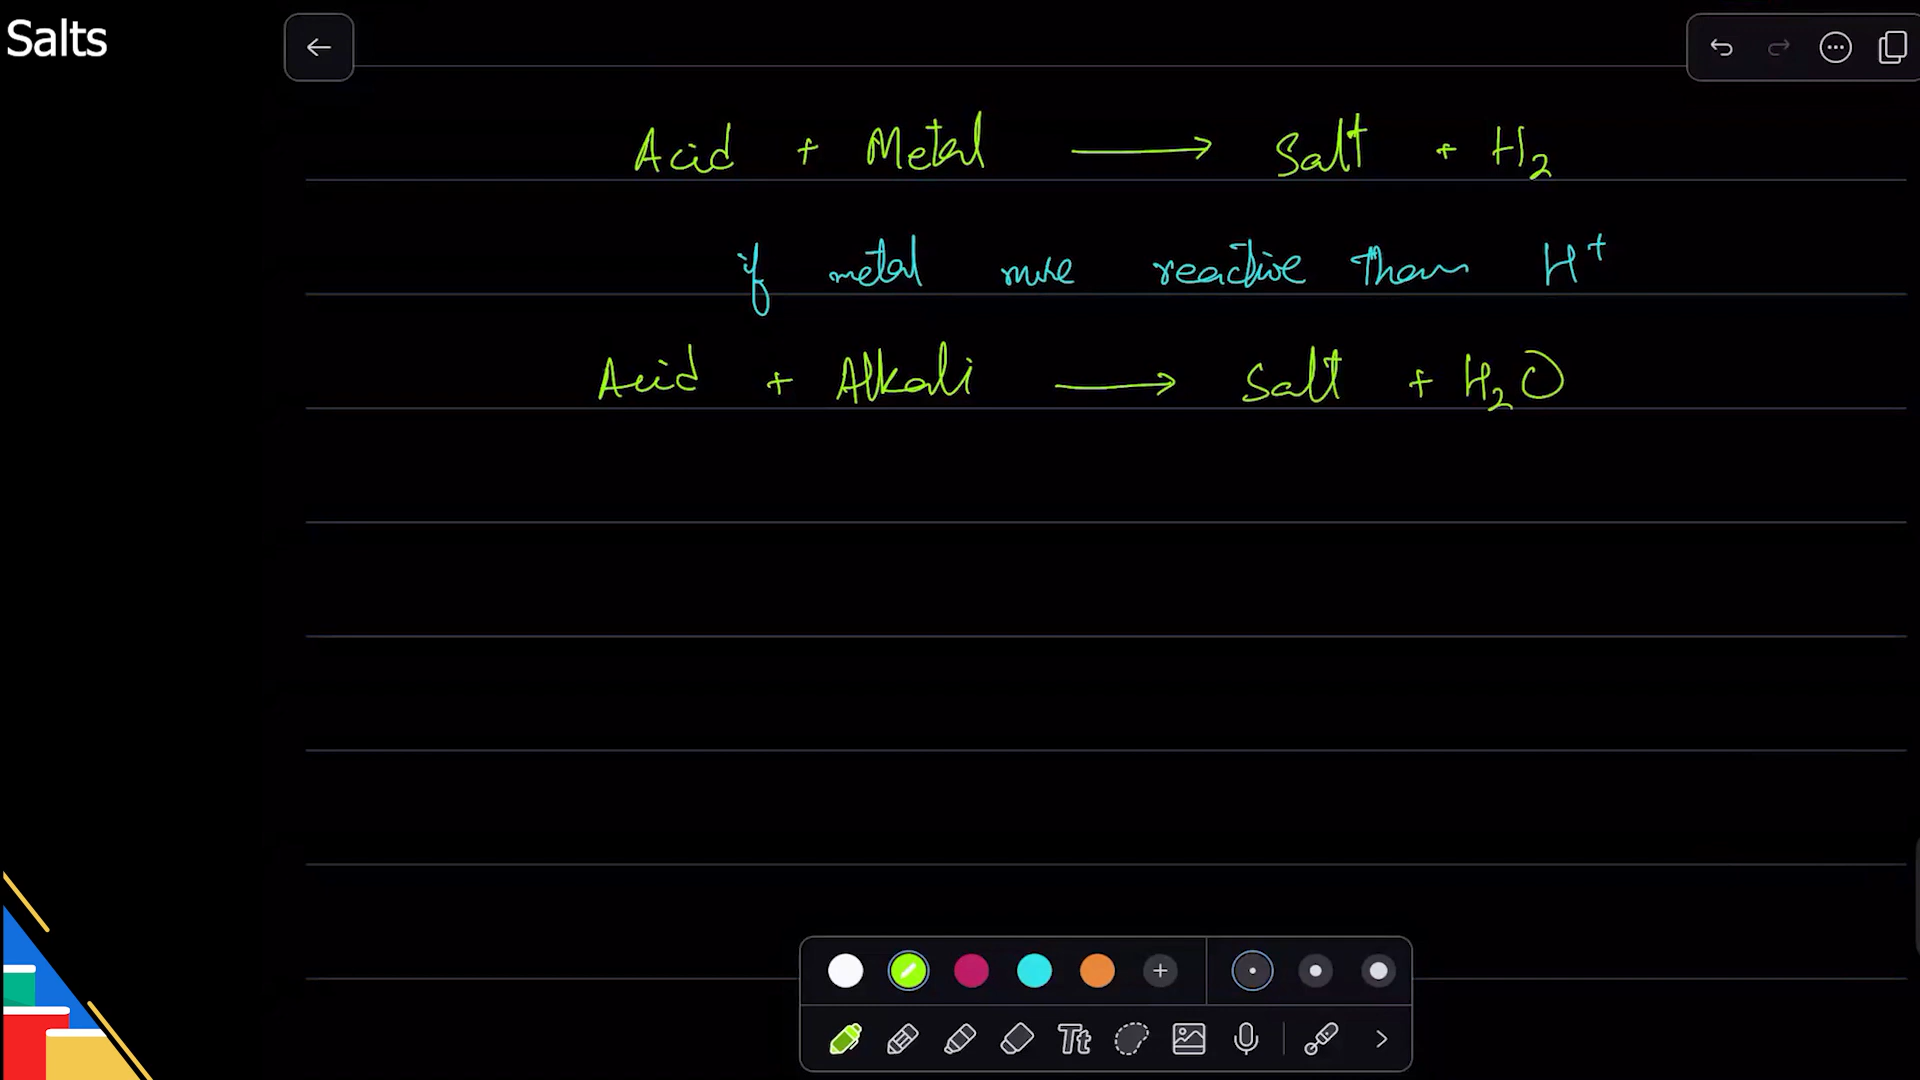 Salts
Acid + Metal ⟶ Salt + H₂
if metal more reactive than H⁺
Acid + Alkali ⟶ Salt + H₂O
Tt